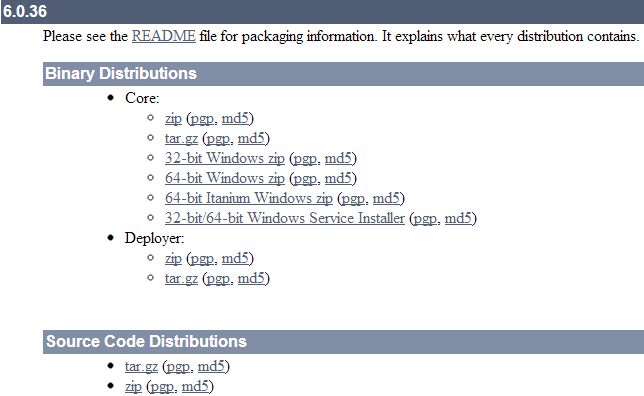 6.0.36
Please see the README file for packaging information. It explains what every distribution contains.
Binary Distributions
Core:
zip (pgp, md5)
tar.gz (pgp, md5)
32-bit Windows zip (pgp, md5)
64-bit Windows zip (pgp, md5)
64-bit Itanium Windows zip (pgp, md5)
32-bit/64-bit Windows Service Installer (pgp, md5)
Deployer:
zip (pgp, md5)
tar.gz (pgp, md5)
Source Code Distributions
tar.gz (pgp, md5)
zip (pgp, md5)